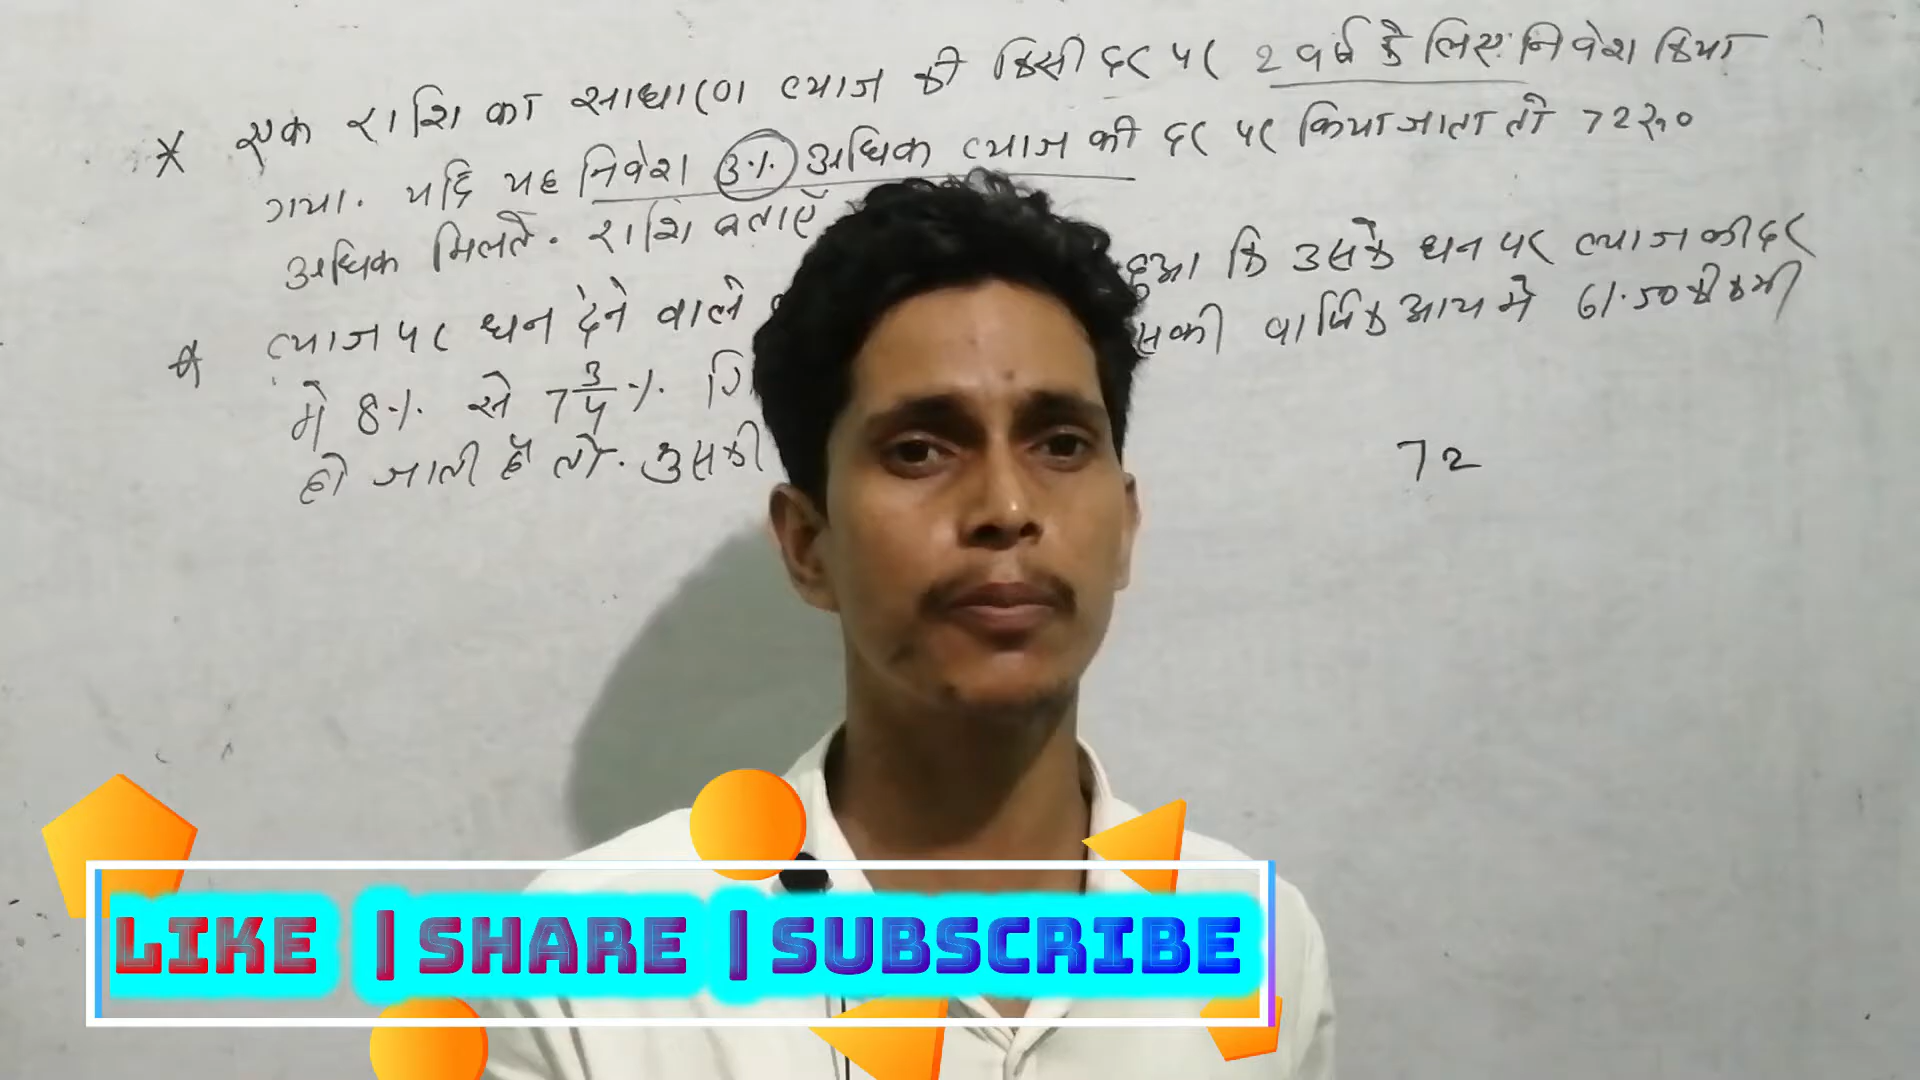 * एक राशि का साधारण ब्याज की किसी दर पर 2 वर्ष के लिए निवेश किया
गया. यदि यह निवेश 3% अधिक ब्याज की दर पर किया जाता तो 72रु०
अधिक मिलते. राशि बताएँ
* ब्याज पर धन देने वाले हुआ कि उसके धन पर ब्याज की दर
में 8% से 7 3/4 % की वार्षिक आय में 61.50 की कमी
हो जाती है तो. उसकी
72
LIKE | SHARE | SUBSCRIBE